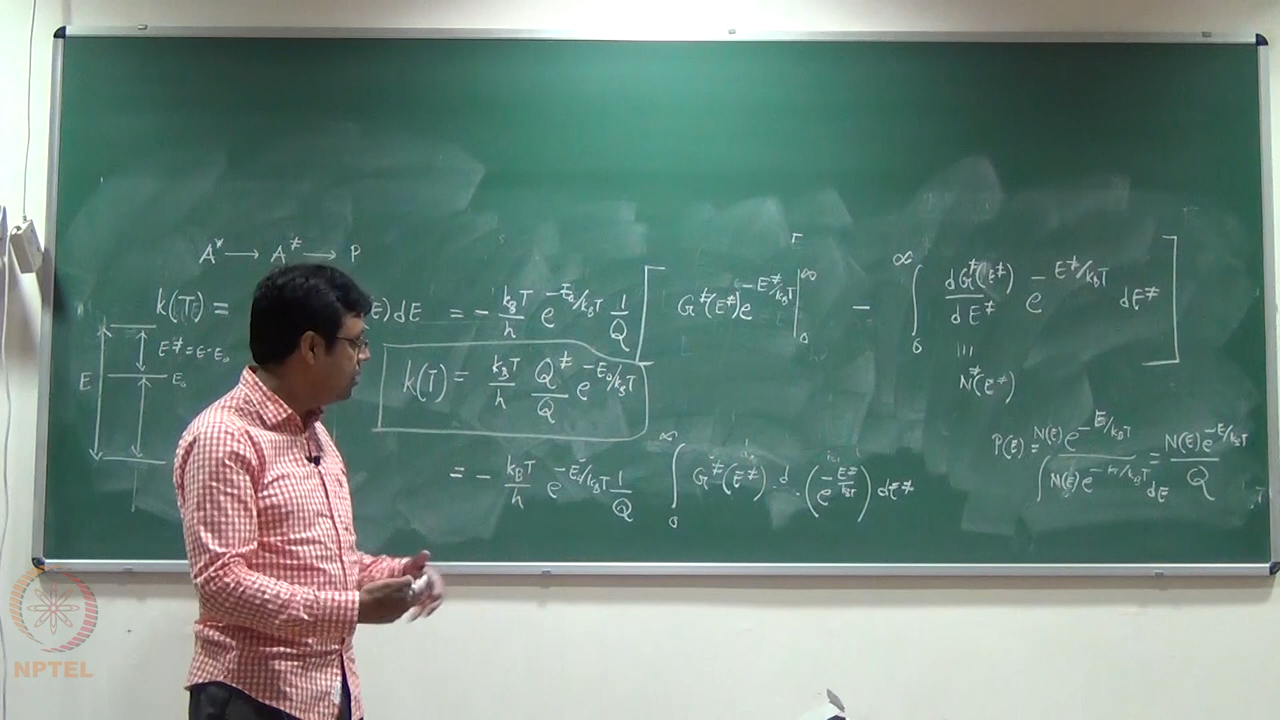 A* → A≠ → P
k(T) = E) dE = - k_BT/h e^{-E₀/k_BT} 1/Q [ G≠(E≠) e^{-E≠/k_BT} |₀^∞ - ∫₀^∞ dG≠(E≠)/dE≠ e^{-E≠/k_BT} dE≠ ]
E≠ = E - E₀
E
E₀
k(T) = k_BT/h Q≠/Q e^{-E₀/k_BT}
|||
N≠(E≠)
P(E) = N(E) e^{-E/k_BT} / ∫N(E) e^{-E/k_BT} dE = N(E) e^{-E/k_BT} / Q
= - k_BT/h e^{-E₀/k_BT} 1/Q ∫₀^∞ G≠(E≠) d (e^{-E≠/k_BT}) dE≠
NPTEL